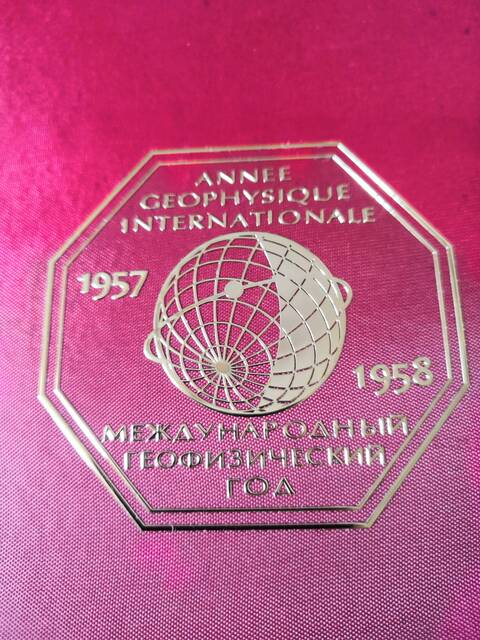 ANNEE
GEOPHYSIQUE
INTERNATIONALE
1957
1958
МЕЖДУНАРОДНЫЙ
ГЕОФИЗИЧЕСКИЙ
ГОД